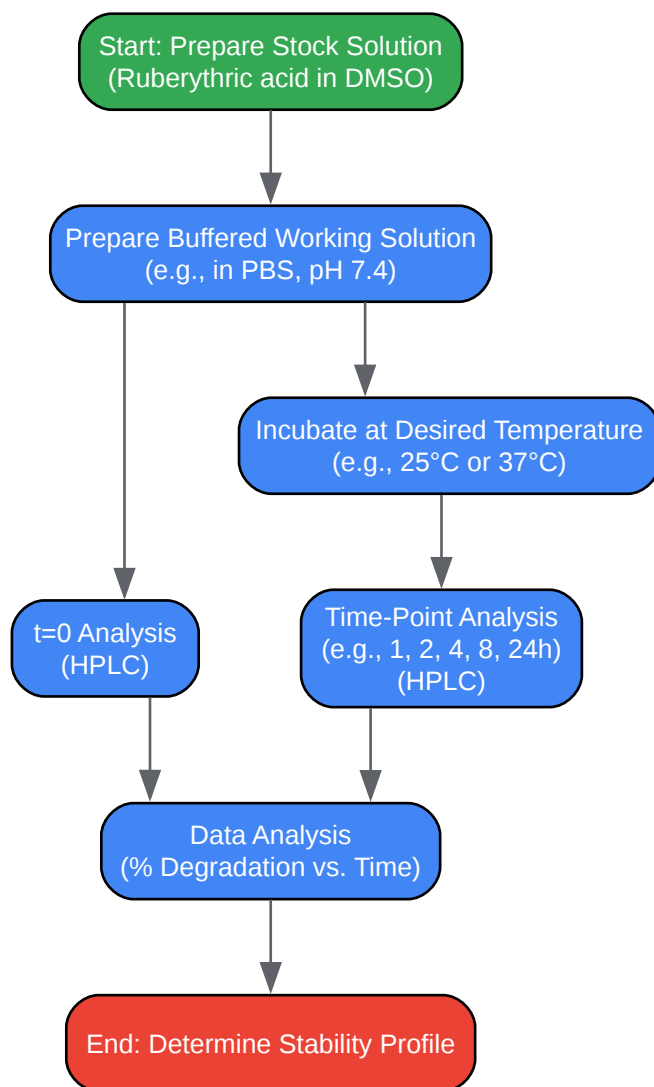 Start: Prepare Stock Solution
(Ruberythric acid in DMSO)
Prepare Buffered Working Solution
(e.g., in PBS, pH 7.4)
Incubate at Desired Temperature
(e.g., 25°C or 37°C)
t=0 Analysis
(HPLC)
Time-Point Analysis
(e.g., 1, 2, 4, 8, 24h)
(HPLC)
Data Analysis
(% Degradation vs. Time)
End: Determine Stability Profile